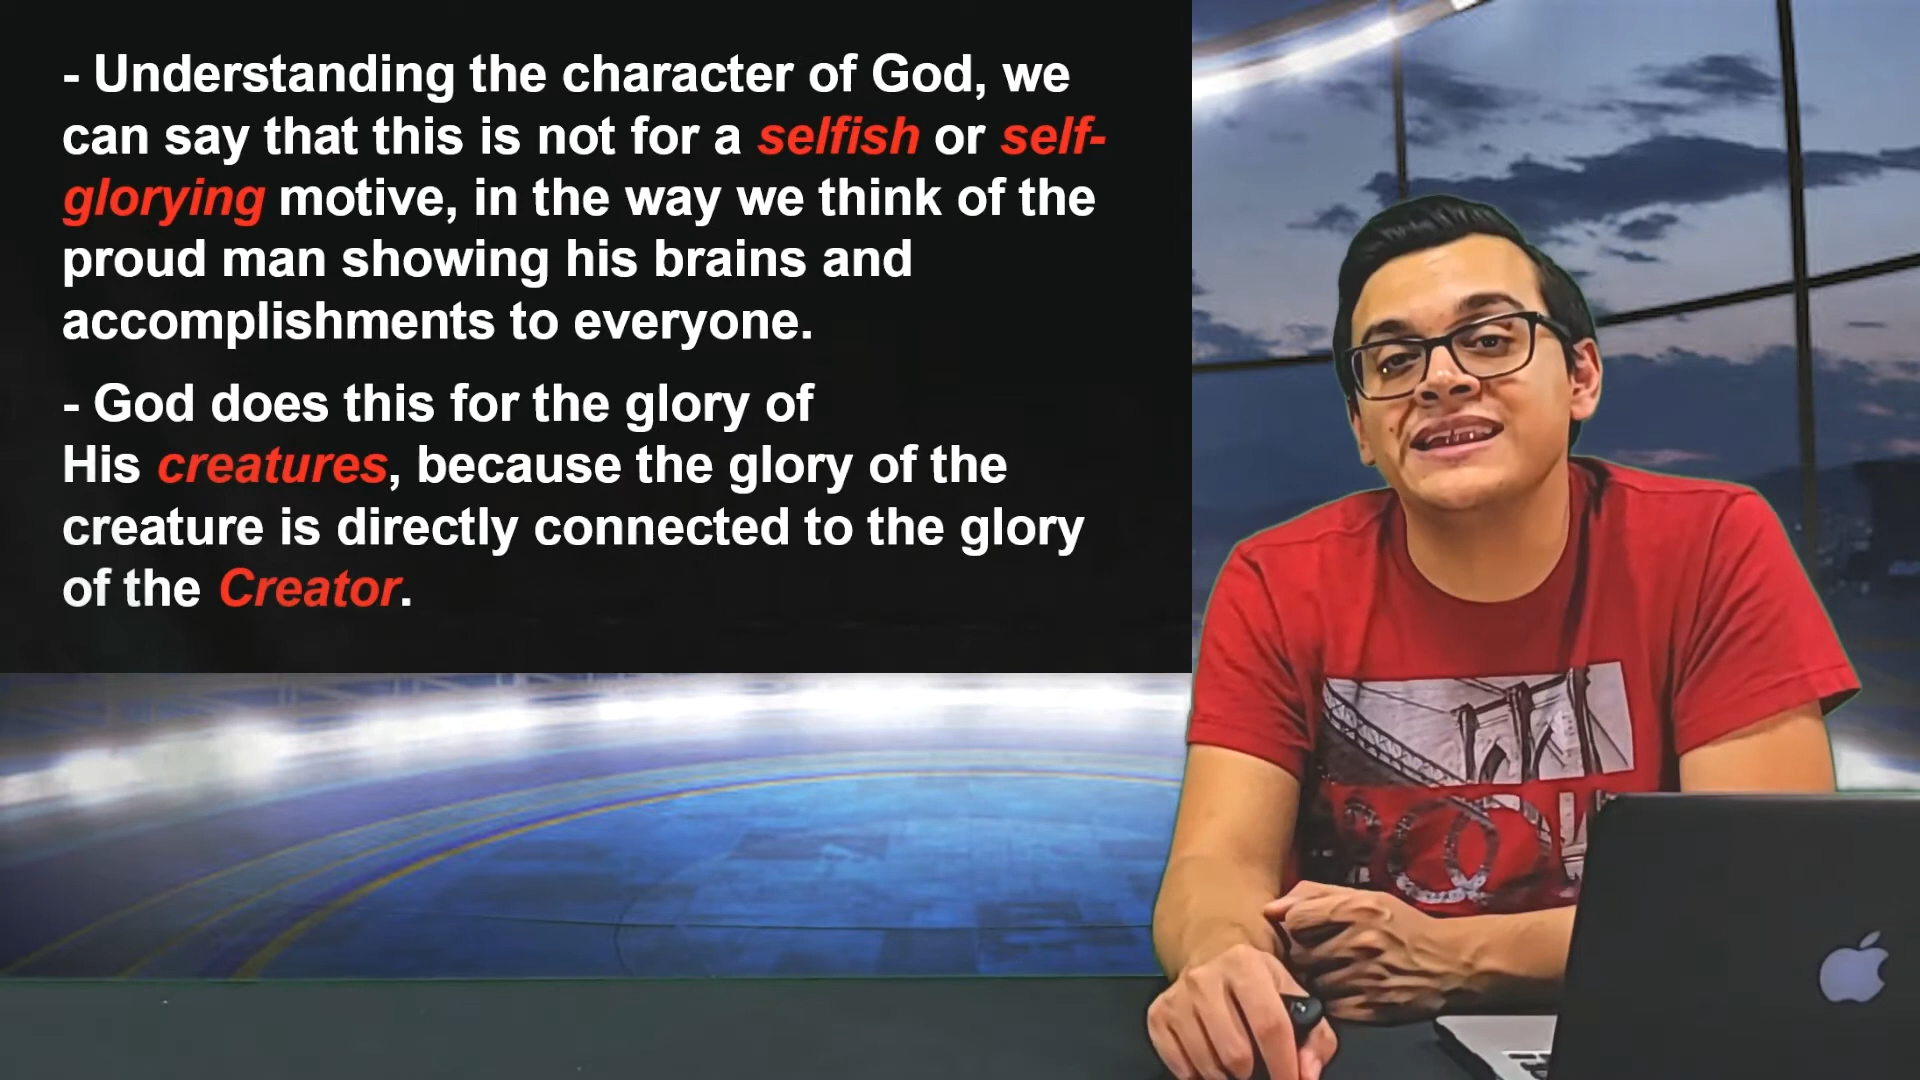 - Understanding the character of God, we
can say that this is not for a selfish or self-
glorying motive, in the way we think of the
proud man showing his brains and
accomplishments to everyone.
- God does this for the glory of
His creatures, because the glory of the
creature is directly connected to the glory
of the Creator.